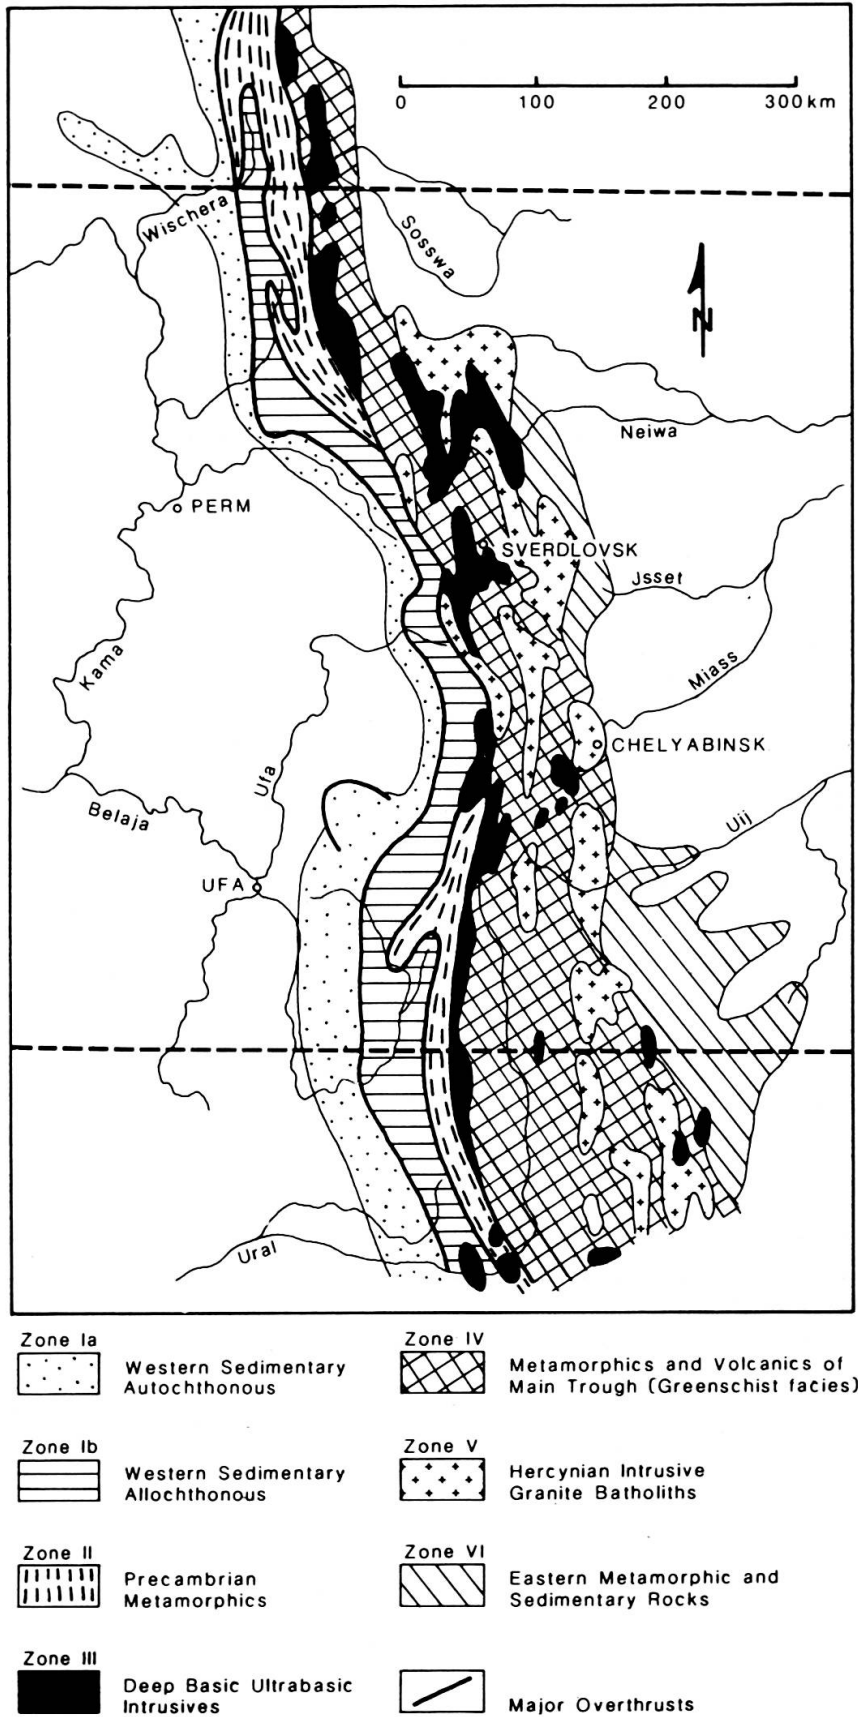 0 100 200 300 km
Wischera
Sosswa
N
Neiwa
PERM
SVERDLOVSK
Jsset
Kama
Miass
CHELYABINSK
Ufa
Belaja
Uij
UFA
Ural
Zone Ia
Western Sedimentary
Autochthonous
Zone Ib
Western Sedimentary
Allochthonous
Zone II
Precambrian
Metamorphics
Zone III
Deep Basic Ultrabasic
Intrusives
Zone IV
Metamorphics and Volcanics of
Main Trough (Greenschist facies)
Zone V
Hercynian Intrusive
Granite Batholiths
Zone VI
Eastern Metamorphic and
Sedimentary Rocks
Major Overthrusts